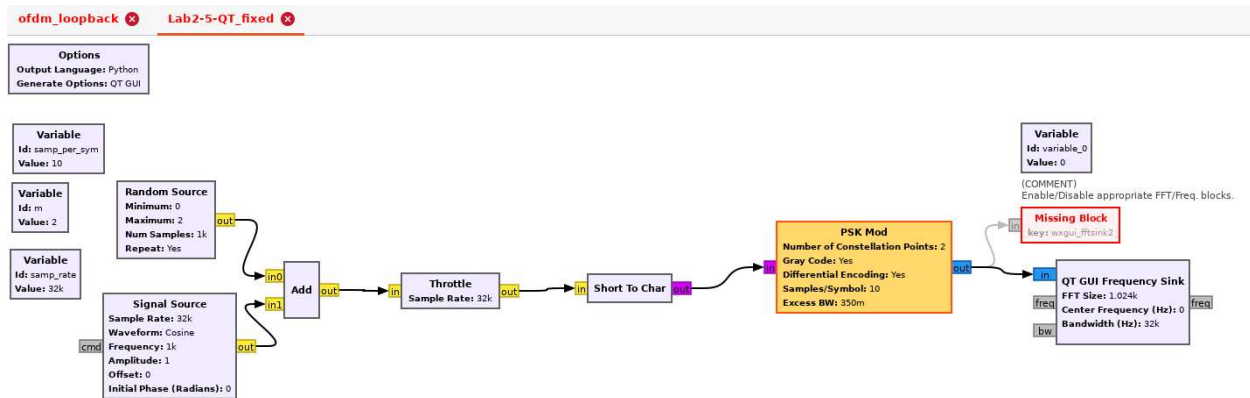 ofdm_loopback
Lab2-5-QT_fixed
Options
Output Language: Python
Generate Options: QT GUI
Variable
Id: samp_per_sym
Value: 10
Variable
Id: m
Value: 2
Variable
Id: samp_rate
Value: 32k
Random Source
Minimum: 0
Maximum: 2
Num Samples: 1k
Repeat: Yes
out
Signal Source
Sample Rate: 32k
Waveform: Cosine
Frequency: 1k
Amplitude: 1
Offset: 0
Initial Phase (Radians): 0
cmd
out
in0
in1
Add
out
in
Throttle
Sample Rate: 32k
out
in
Short To Char
out
in
PSK Mod
Number of Constellation Points: 2
Gray Code: Yes
Differential Encoding: Yes
Samples/Symbol: 10
Excess BW: 350m
out
Variable
Id: variable_0
Value: 0
(COMMENT)
Enable/Disable appropriate FFT/Freq. blocks.
in
Missing Block
key: wxgui_fftsink2
in
freq
bw
QT GUI Frequency Sink
FFT Size: 1.024k
Center Frequency (Hz): 0
Bandwidth (Hz): 32k
freq